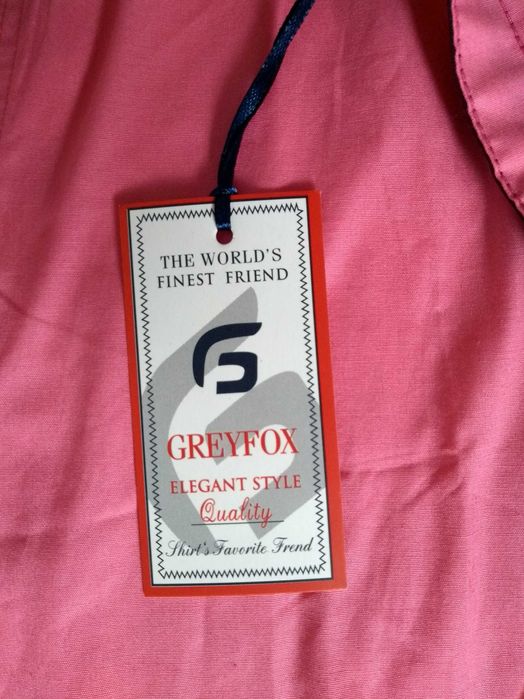 THE WORLD'S
FINEST FRIEND
G
GREYFOX
ELEGANT STYLE
Quality
Shirt's Favorite Frend